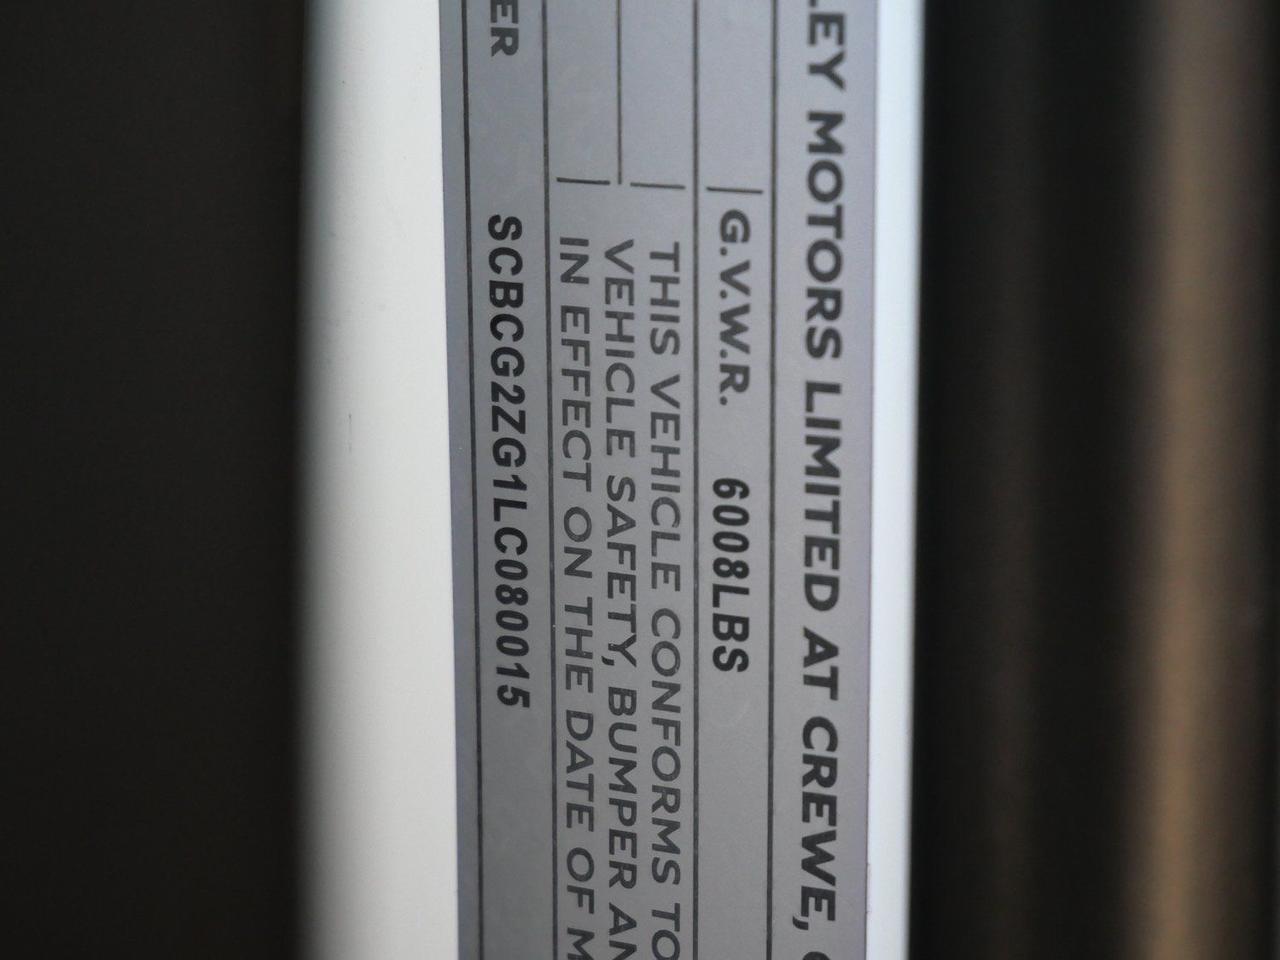 LEY MOTORS LIMITED AT CREWE,
G.V.W.R. 6008LBS
THIS VEHICLE CONFORMS TO
VEHICLE SAFETY, BUMPER AN
IN EFFECT ON THE DATE OF M
ER SCBCG2ZG1LC080015